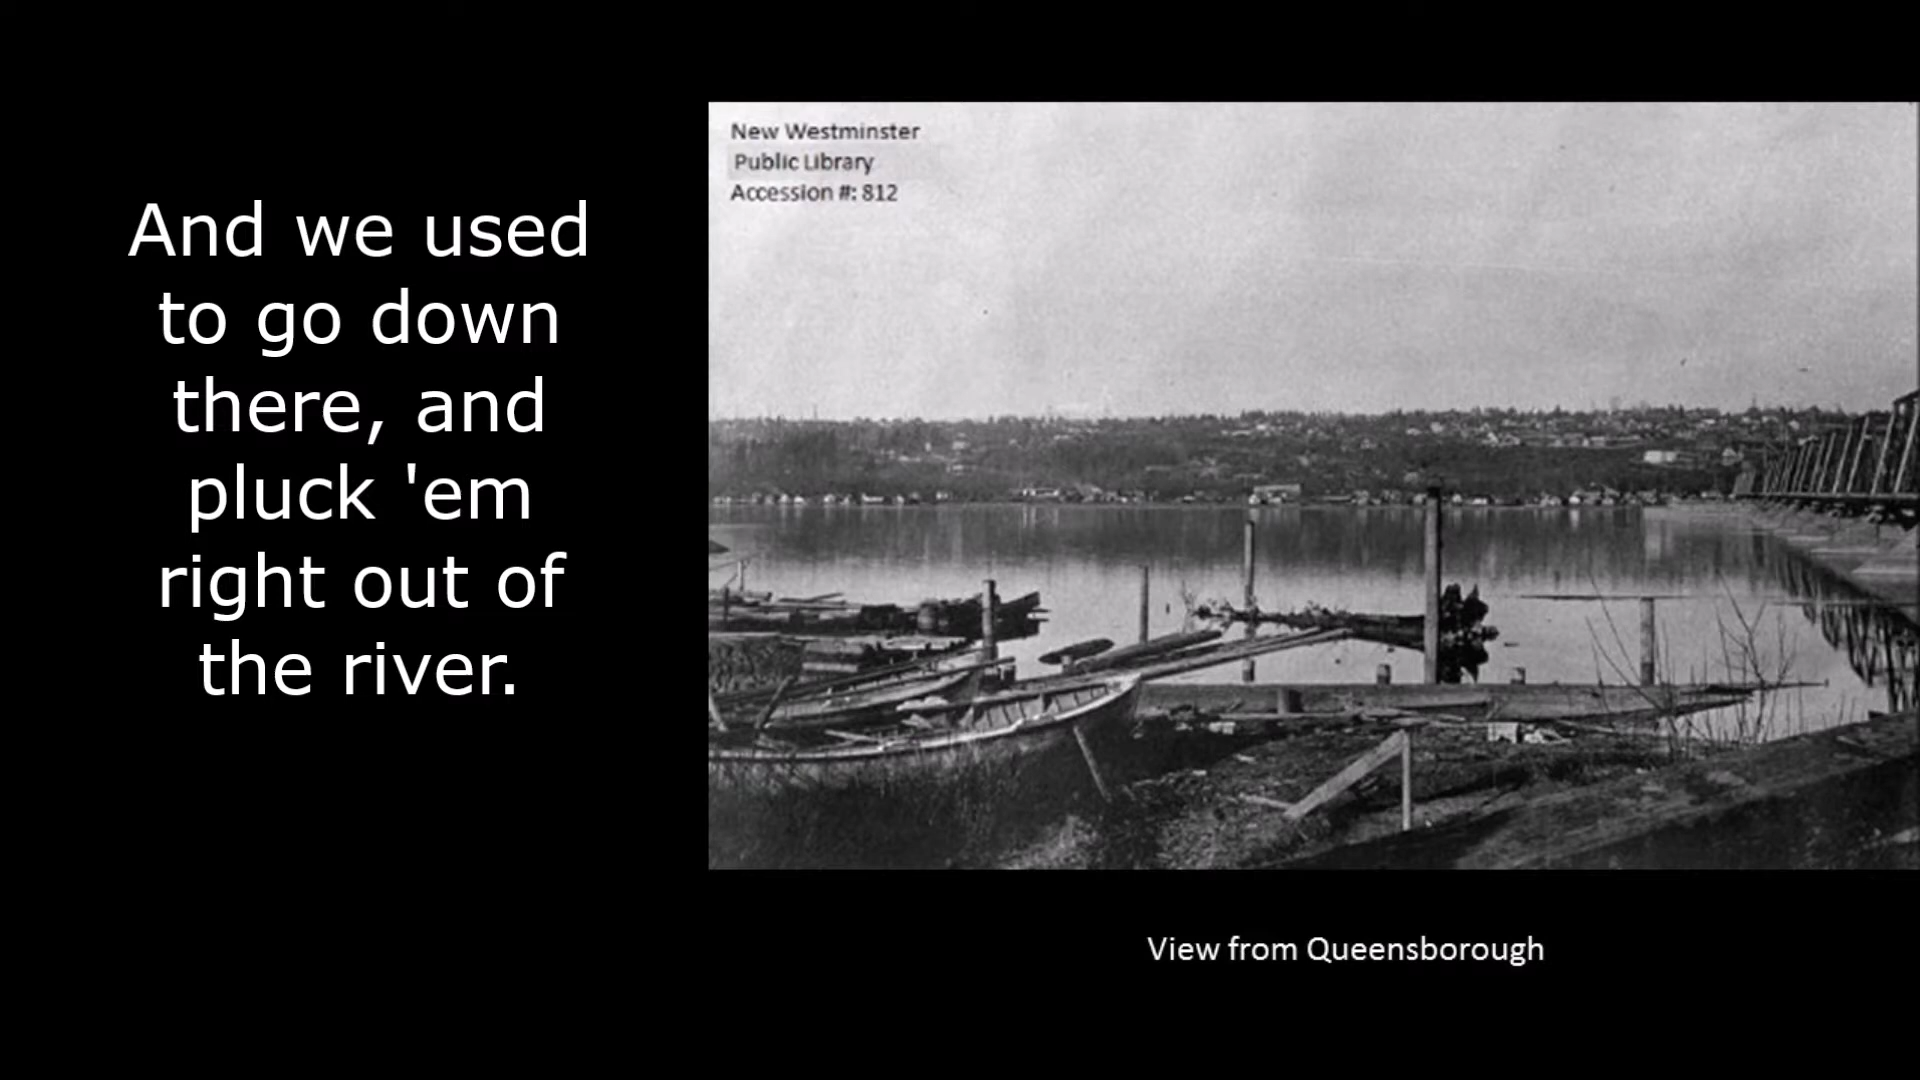 And we used
to go down
there, and
pluck 'em
right out of
the river.
New Westminster
Public Library
Accession #: 812
View from Queensborough